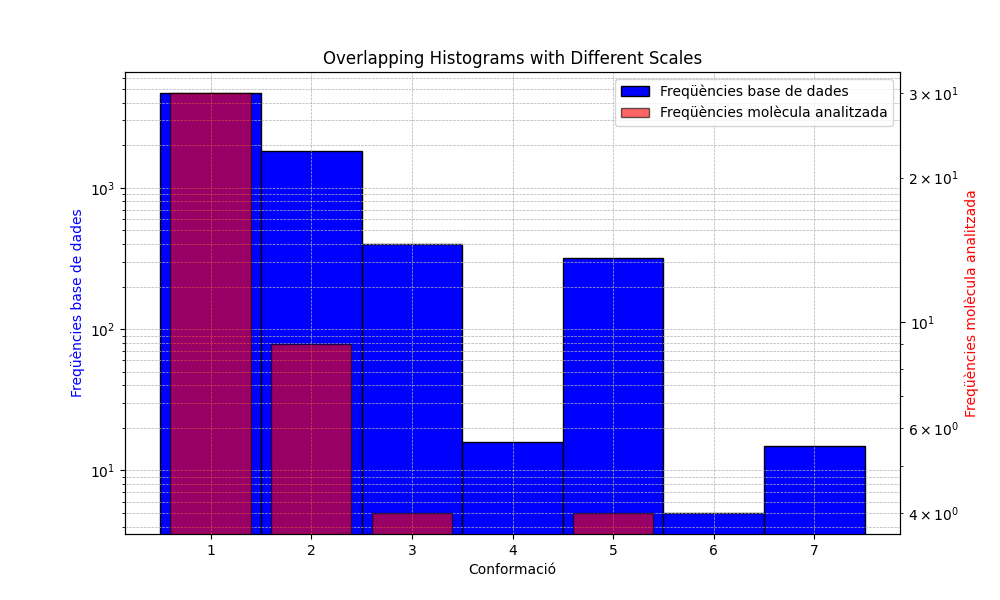 Overlapping Histograms with Different Scales
Freqüències base de dades
Freqüències molècula analitzada
Freqüències base de dades
10³
10²
10¹
3 × 10¹
2 × 10¹
10¹
6 × 10⁰
4 × 10⁰
Freqüències molècula analitzada
1 2 3 4 5 6 7
Conformació